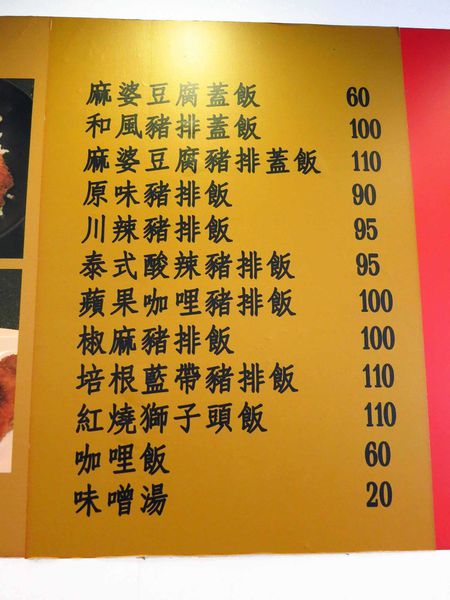 麻婆豆腐蓋飯 60
和風豬排蓋飯 100
麻婆豆腐豬排蓋飯 110
原味豬排飯 90
川辣豬排飯 95
泰式酸辣豬排飯 95
蘋果咖哩豬排飯 100
椒麻豬排飯 100
培根藍帶豬排飯 110
紅燒獅子頭飯 110
咖哩飯 60
味噌湯 20